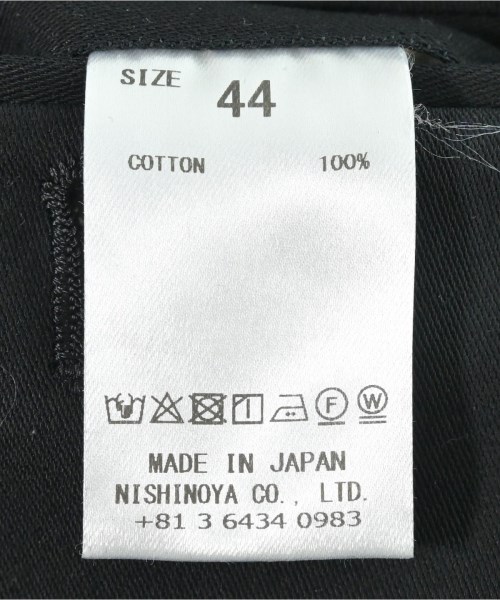 SIZE 44
COTTON 100%
F W
MADE IN JAPAN
NISHINOYA CO., LTD.
+81 3 6434 0983